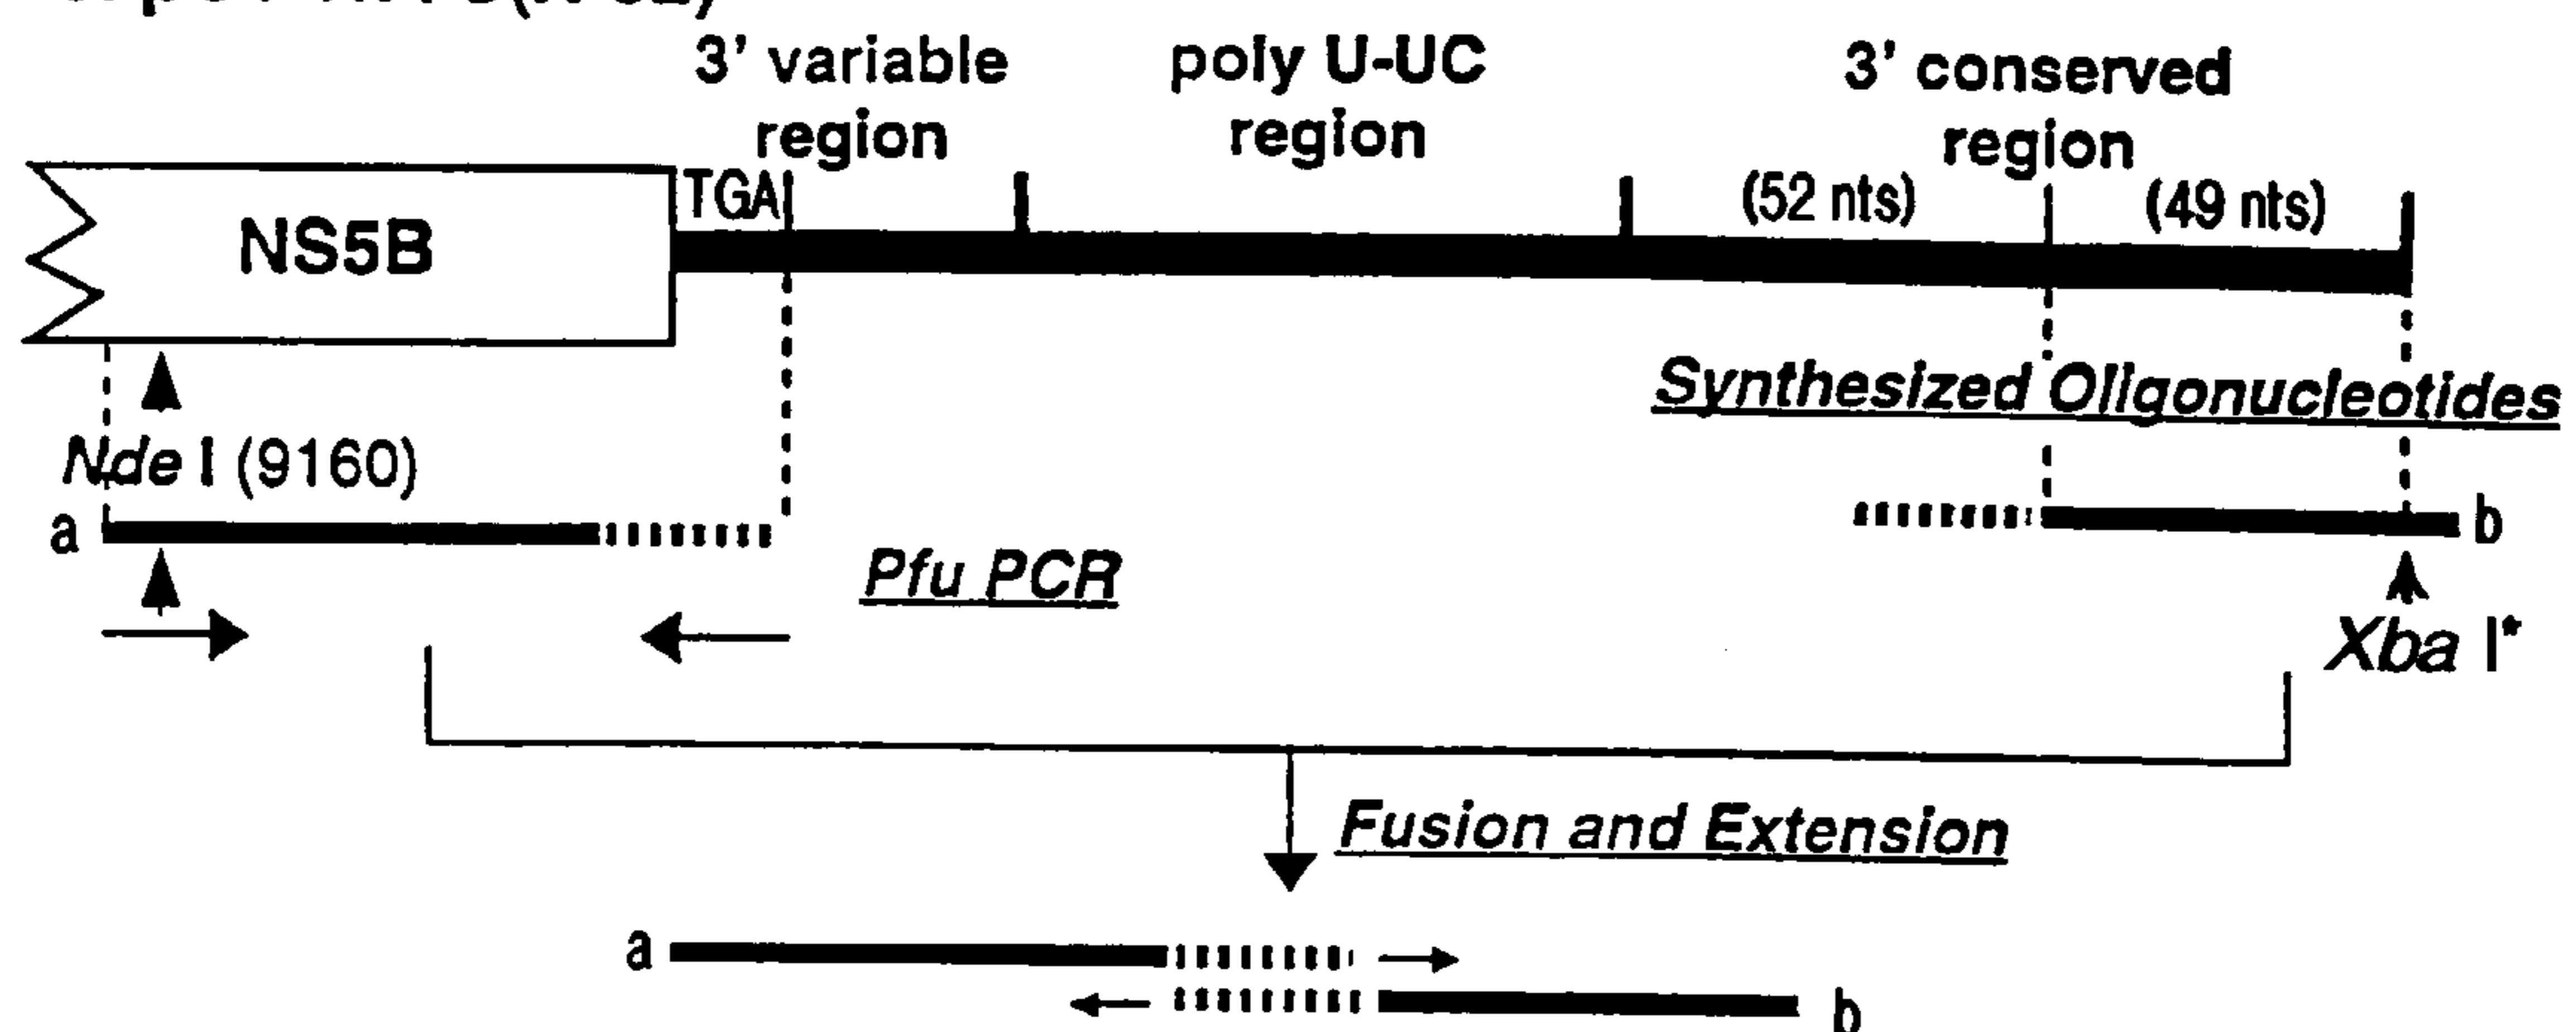 3' variable
region
poly U-UC
region
3' conserved
region
TGA
(52 nts)
(49 nts)
NS5B
Synthesized Oligonucleotides
Nde I (9160)
a
b
Pfu PCR
Xba I*
Fusion and Extension
a
b